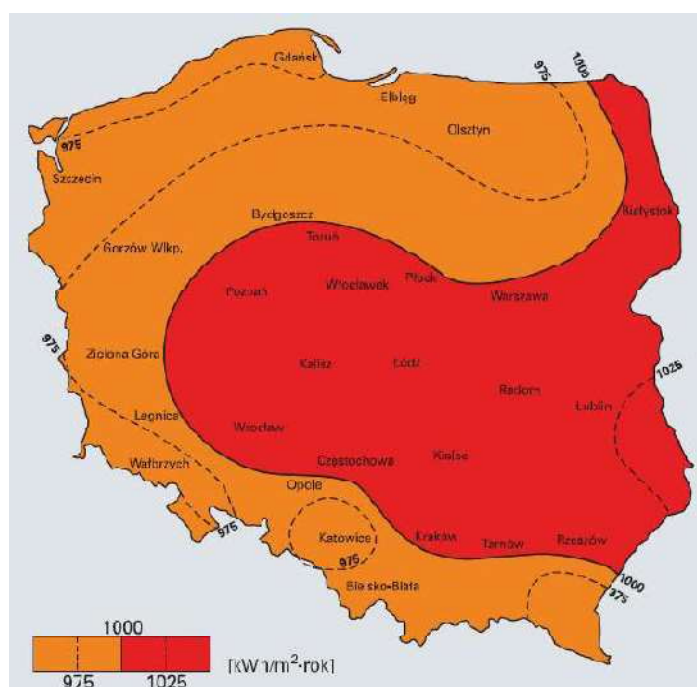 Gdańsk
975
1000
Elbląg
Olsztyn
975
Szczecin
Białystok
Bydgoszcz
Toruń
Gorzów Wlkp.
Płock
Włocławek
Poznań
Warszawa
975
Zielona Góra
Kalisz
Łódź
1025
Radom
Lublin
Legnica
Wrocław
Kielce
Wałbrzych
Częstochowa
Opole
975
Katowice
Kraków
Tarnów
Rzeszów
975
Bielsko-Biała
1000
975
1000
975
1025
[kWh/m²·rok]